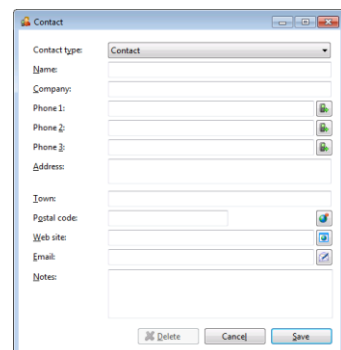 Contact
Contact type: Contact
Name:
Company:
Phone 1:
Phone 2:
Phone 3:
Address:
Town:
Postal code:
Web site:
Email:
Notes:
Delete Cancel Save